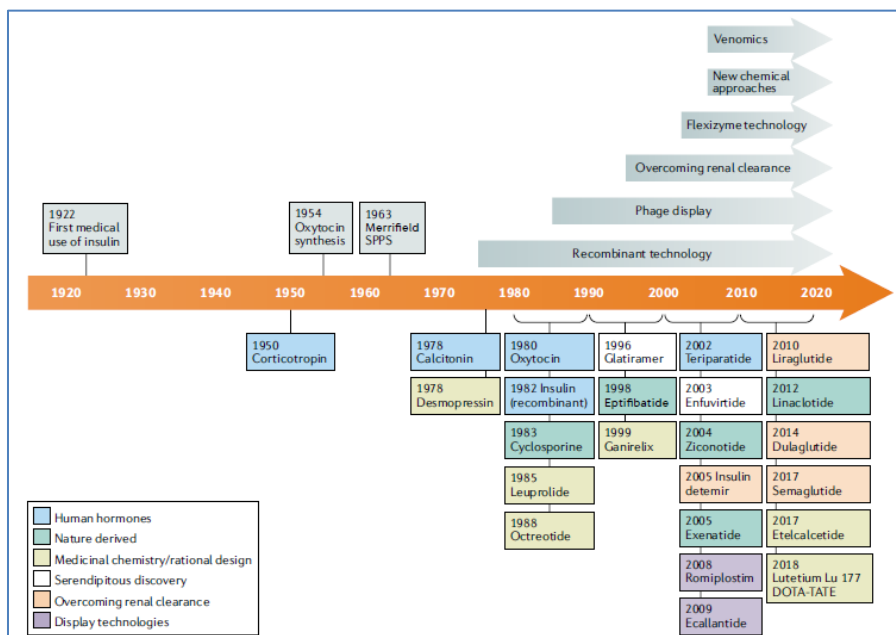 Venomics
New chemical
approaches
Flexizyme technology
Overcoming renal clearance
Phage display
Recombinant technology
1922
First medical
use of insulin
1954
Oxytocin
synthesis
1963
Merrifield
SPPS
1920 1930 1940 1950 1960 1970 1980 1990 2000 2010 2020
1950
Corticotropin
1978
Calcitonin
1978
Desmopressin
1980
Oxytocin
1982 Insulin
(recombinant)
1983
Cyclosporine
1985
Leuprolide
1988
Octreotide
1996
Glatiramer
1998
Eptifibatide
1999
Ganirelix
2002
Teriparatide
2003
Enfuvirtide
2004
Ziconotide
2005 Insulin
detemir
2005
Exenatide
2008
Romiplostim
2009
Ecallantide
2010
Liraglutide
2012
Linaclotide
2014
Dulaglutide
2017
Semaglutide
2017
Etelcalcetide
2018
Lutetium Lu 177
DOTA-TATE
Human hormones
Nature derived
Medicinal chemistry/rational design
Serendipitous discovery
Overcoming renal clearance
Display technologies